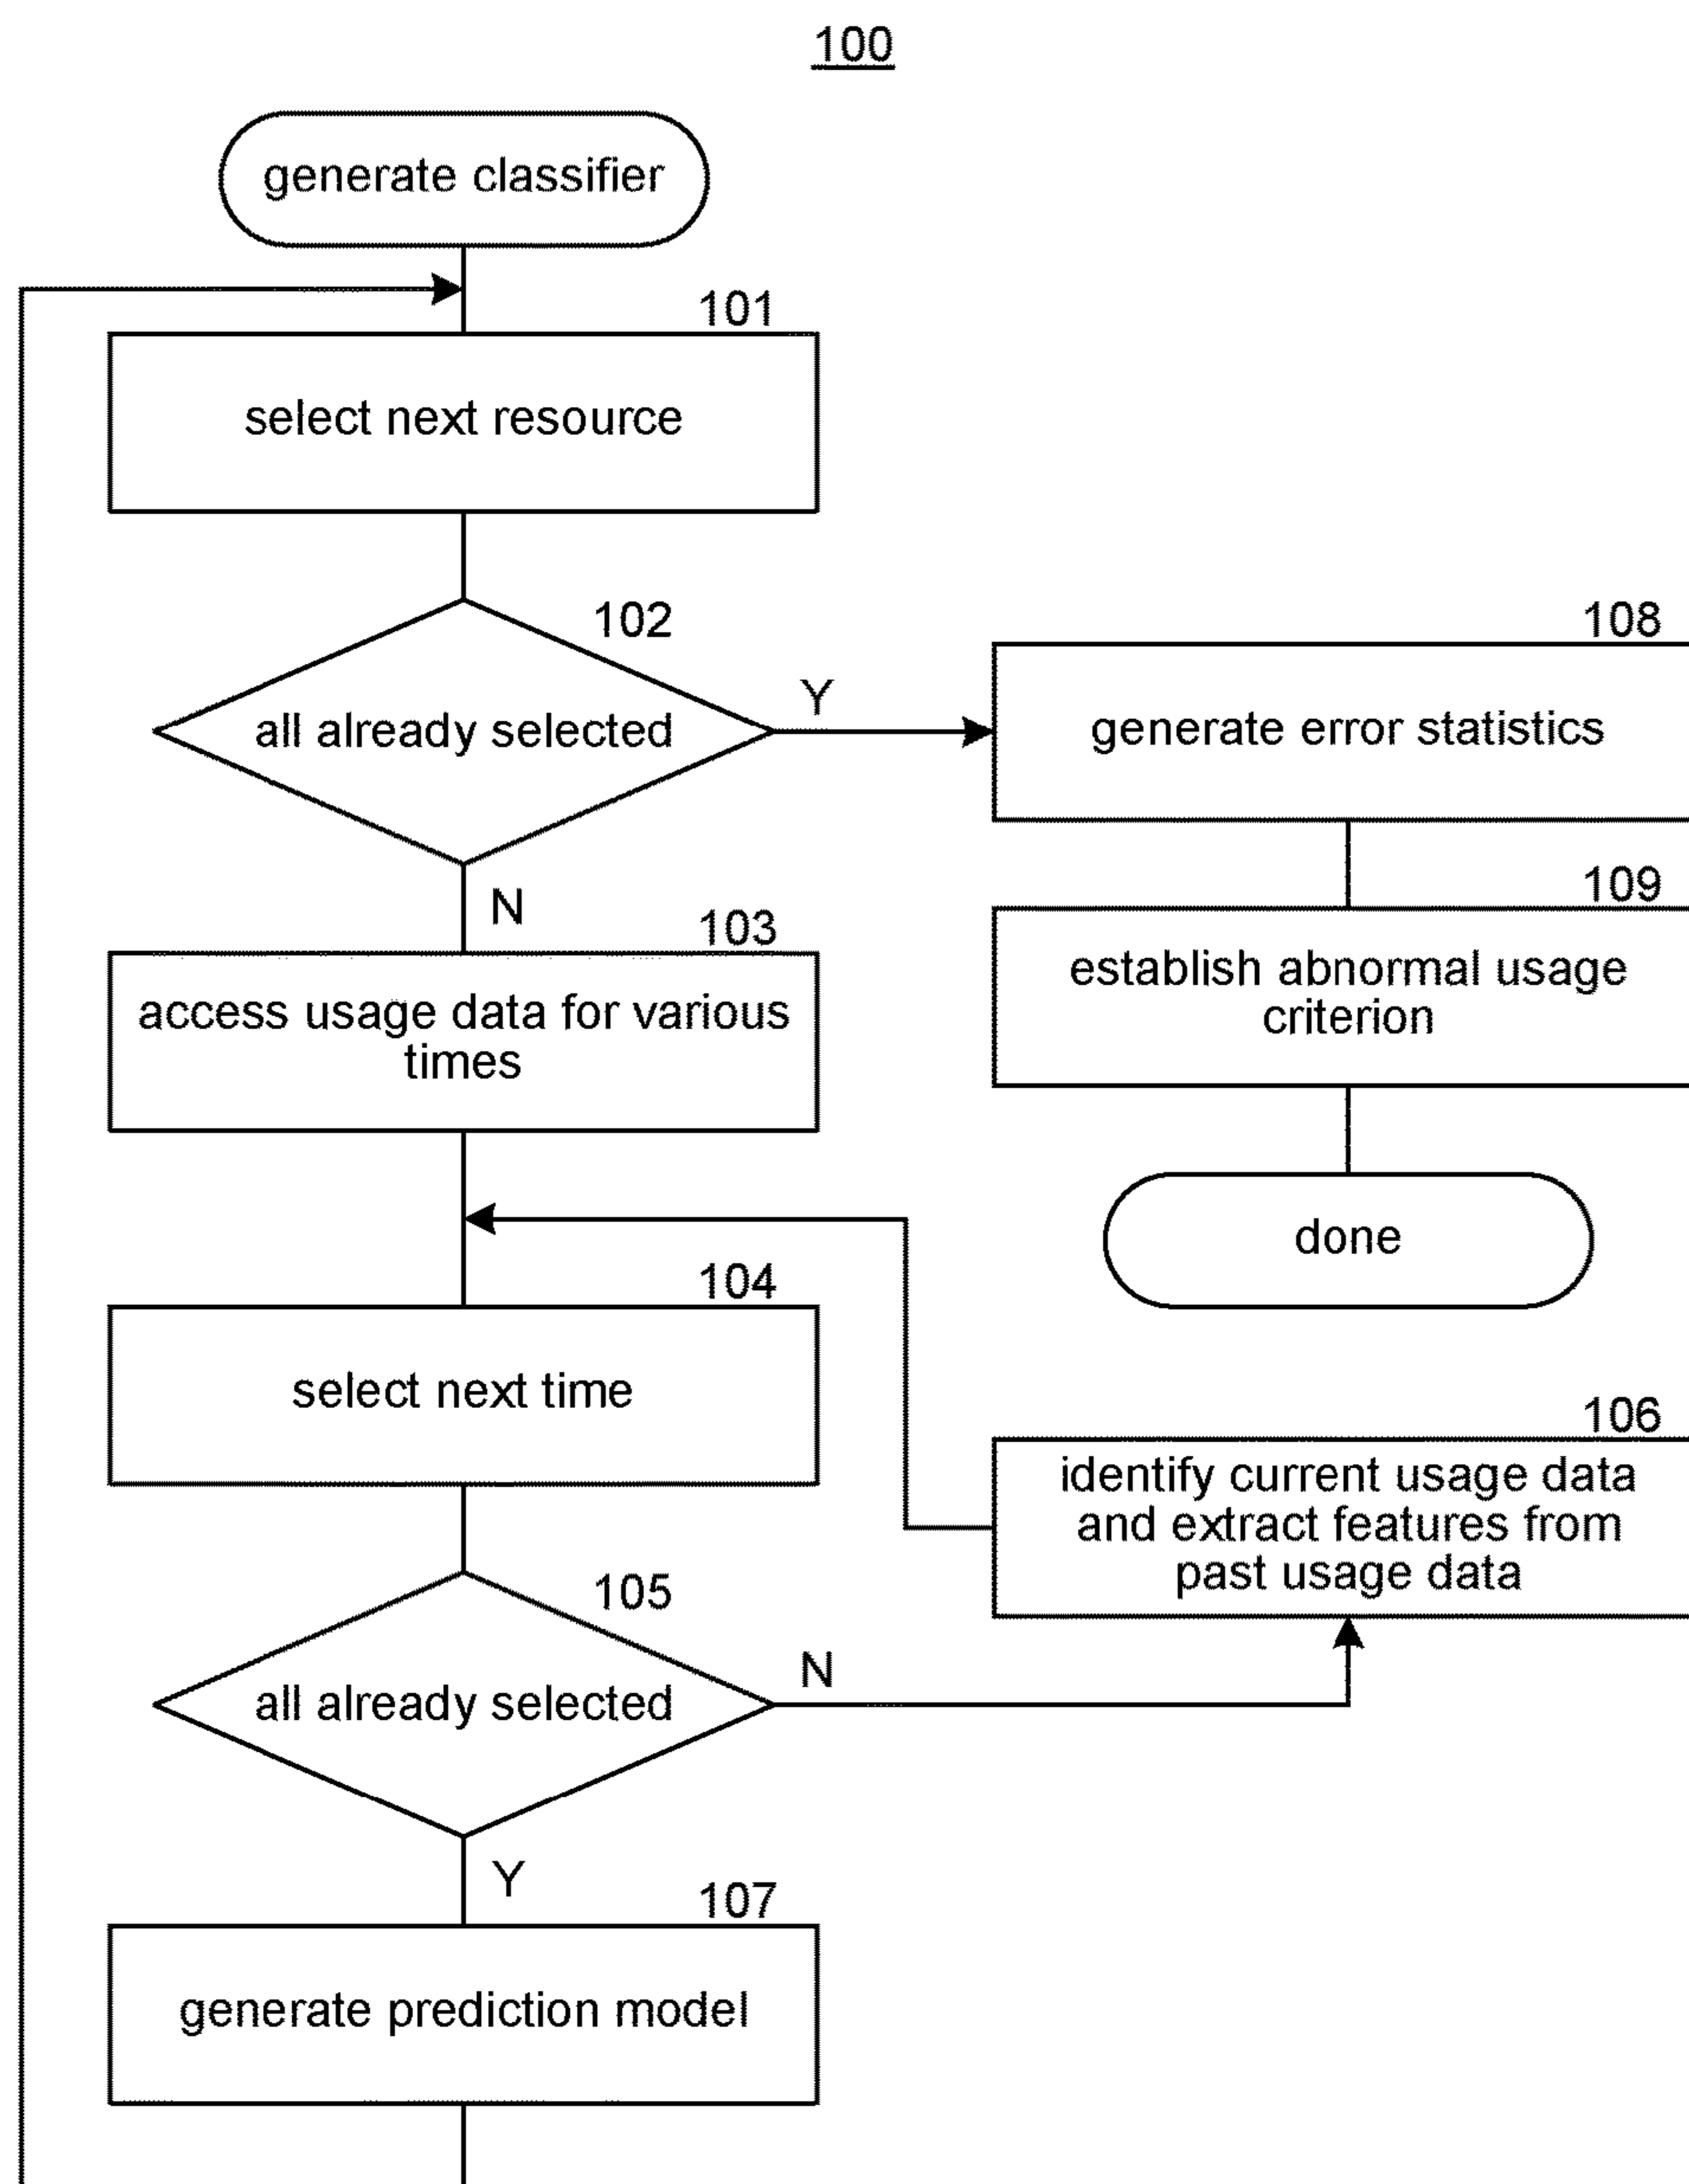 100
generate classifier
101
select next resource
102
all already selected
Y
N
108
generate error statistics
109
establish abnormal usage
criterion
done
103
access usage data for various
times
104
select next time
105
all already selected
N
Y
106
identify current usage data
and extract features from
past usage data
107
generate prediction model